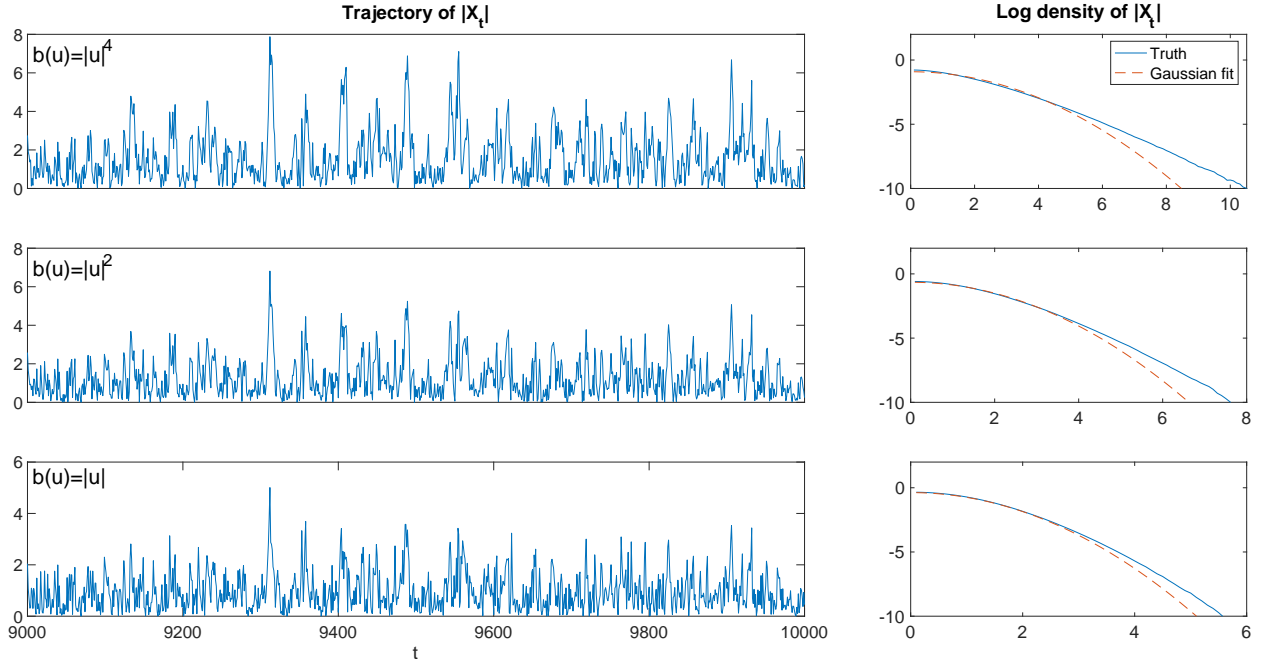 Trajectory of |X_t|
Log density of |X_t|
8
6
4
2
0
b(u)=|u|^4
0
-5
-10
0 2 4 6 8 10
Truth
Gaussian fit
8
6
4
2
0
b(u)=|u|^2
0
-5
-10
0 2 4 6 8
6
4
2
0
b(u)=|u|
9000 9200 9400 9600 9800 10000
t
0
-5
-10
0 2 4 6